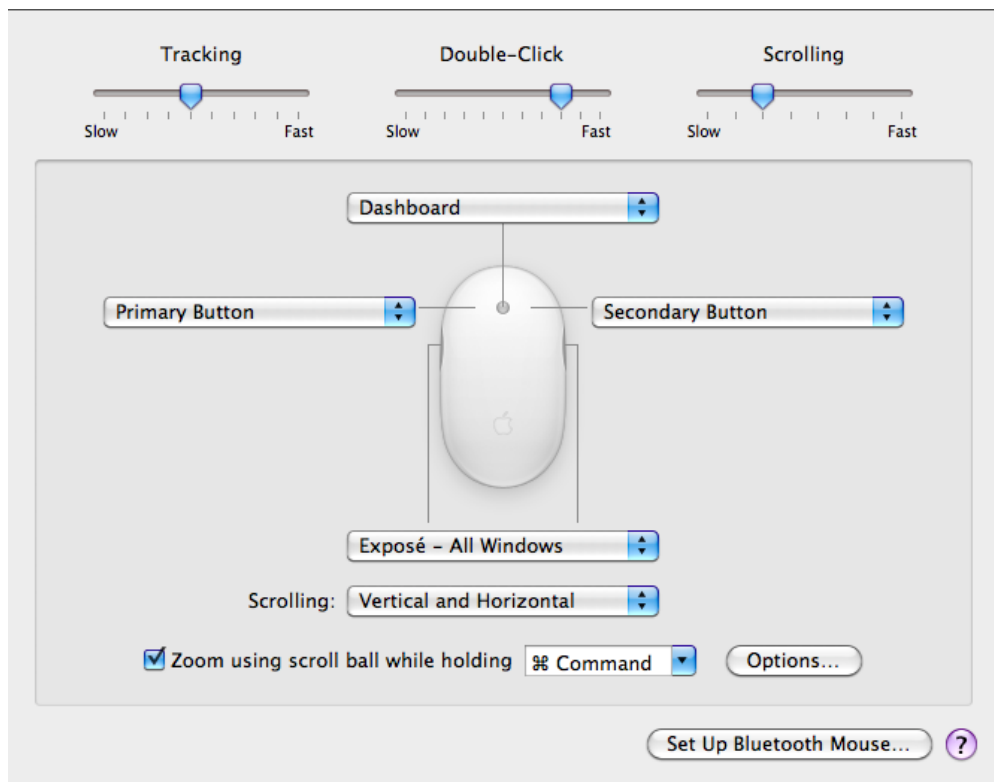 Tracking
Double-Click
Scrolling
Slow Fast
Slow Fast
Slow Fast
Dashboard
Primary Button
Secondary Button
Exposé – All Windows
Scrolling: Vertical and Horizontal
Zoom using scroll ball while holding ⌘ Command Options...
Set Up Bluetooth Mouse... ?